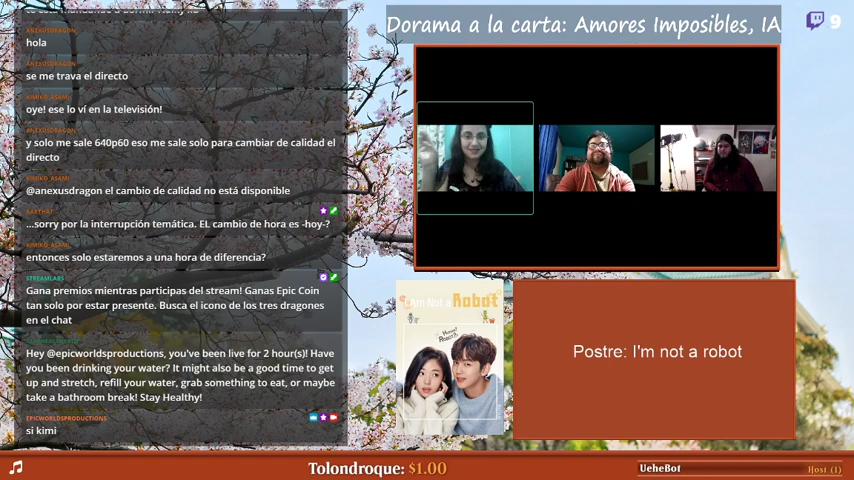 Dorama a la carta: Amores Imposibles, IA
9
ANEXUSDRAGON
hola
ANEXUSDRAGON
se me trava el directo
KIMIKO_ASAMI
oye! ese lo ví en la televisión!
ANEXUSDRAGON
y solo me sale 640p60 eso me sale solo para cambiar de calidad el
directo
KIMIKO_ASAMI
@anexusdragon el cambio de calidad no está disponible
...sorry por la interrupción temática. EL cambio de hora es -hoy-?
KIMIKO_ASAMI
entonces solo estaremos a una hora de diferencia?
STREAMLABS
Gana premios mientras participas del stream! Ganas Epic Coin
tan solo por estar presente. Busca el icono de los tres dragones
en el chat
Hey @epicworldsproductions, you've been live for 2 hour(s)! Have
you been drinking your water? It might also be a good time to get
up and stretch, refill your water, grab something to eat, or maybe
take a bathroom break! Stay Healthy!
EPICWORLDSPRODUCTIONS
si kimi
I Am Not a
Robot
Postre: I'm not a robot
Tolondroque: $1.00
UeheBot
Host (1)